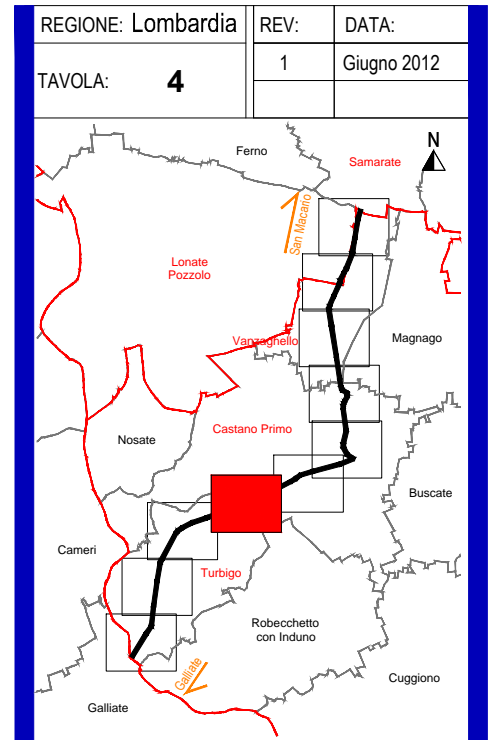 REGIONE: Lombardia
REV:
DATA:
1
Giugno 2012
TAVOLA: 4
Ferno
N
Samarate
San Macario
Lonate
Pozzolo
Vanzaghello
Magnago
Castano Primo
Nosate
Buscate
Cameri
Turbigo
Robecchetto
con Induno
Galliate
Cuggiono
Galliate